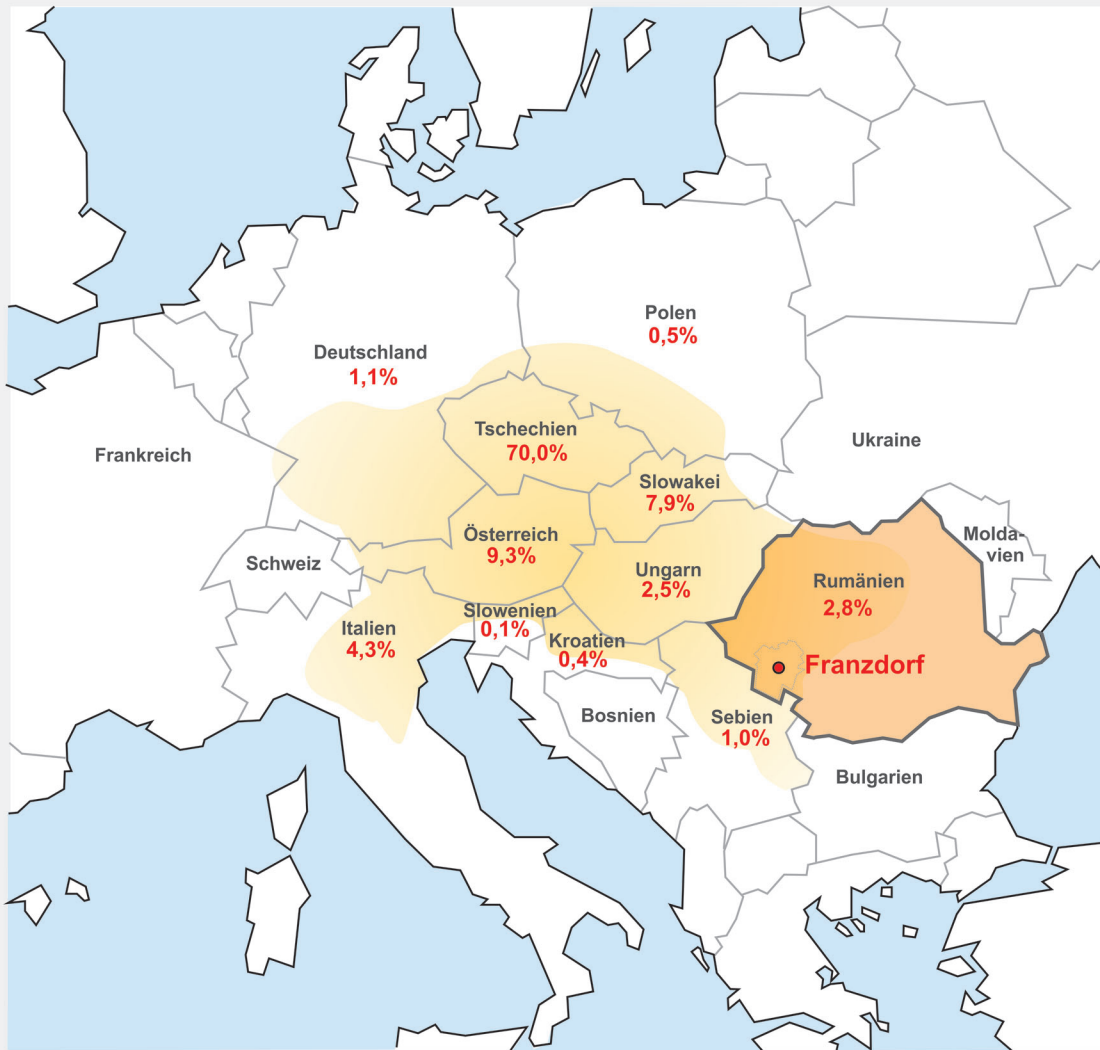 Polen
0,5%
Deutschland
1,1%
Tschechien
70,0%
Ukraine
Frankreich
Slowakei
7,9%
Österreich
9,3%
Molda-
vien
Schweiz
Ungarn
2,5%
Rumänien
2,8%
Slowenien
0,1%
Italien
4,3%
Kroatien
0,4%
Franzdorf
Bosnien
Sebien
1,0%
Bulgarien